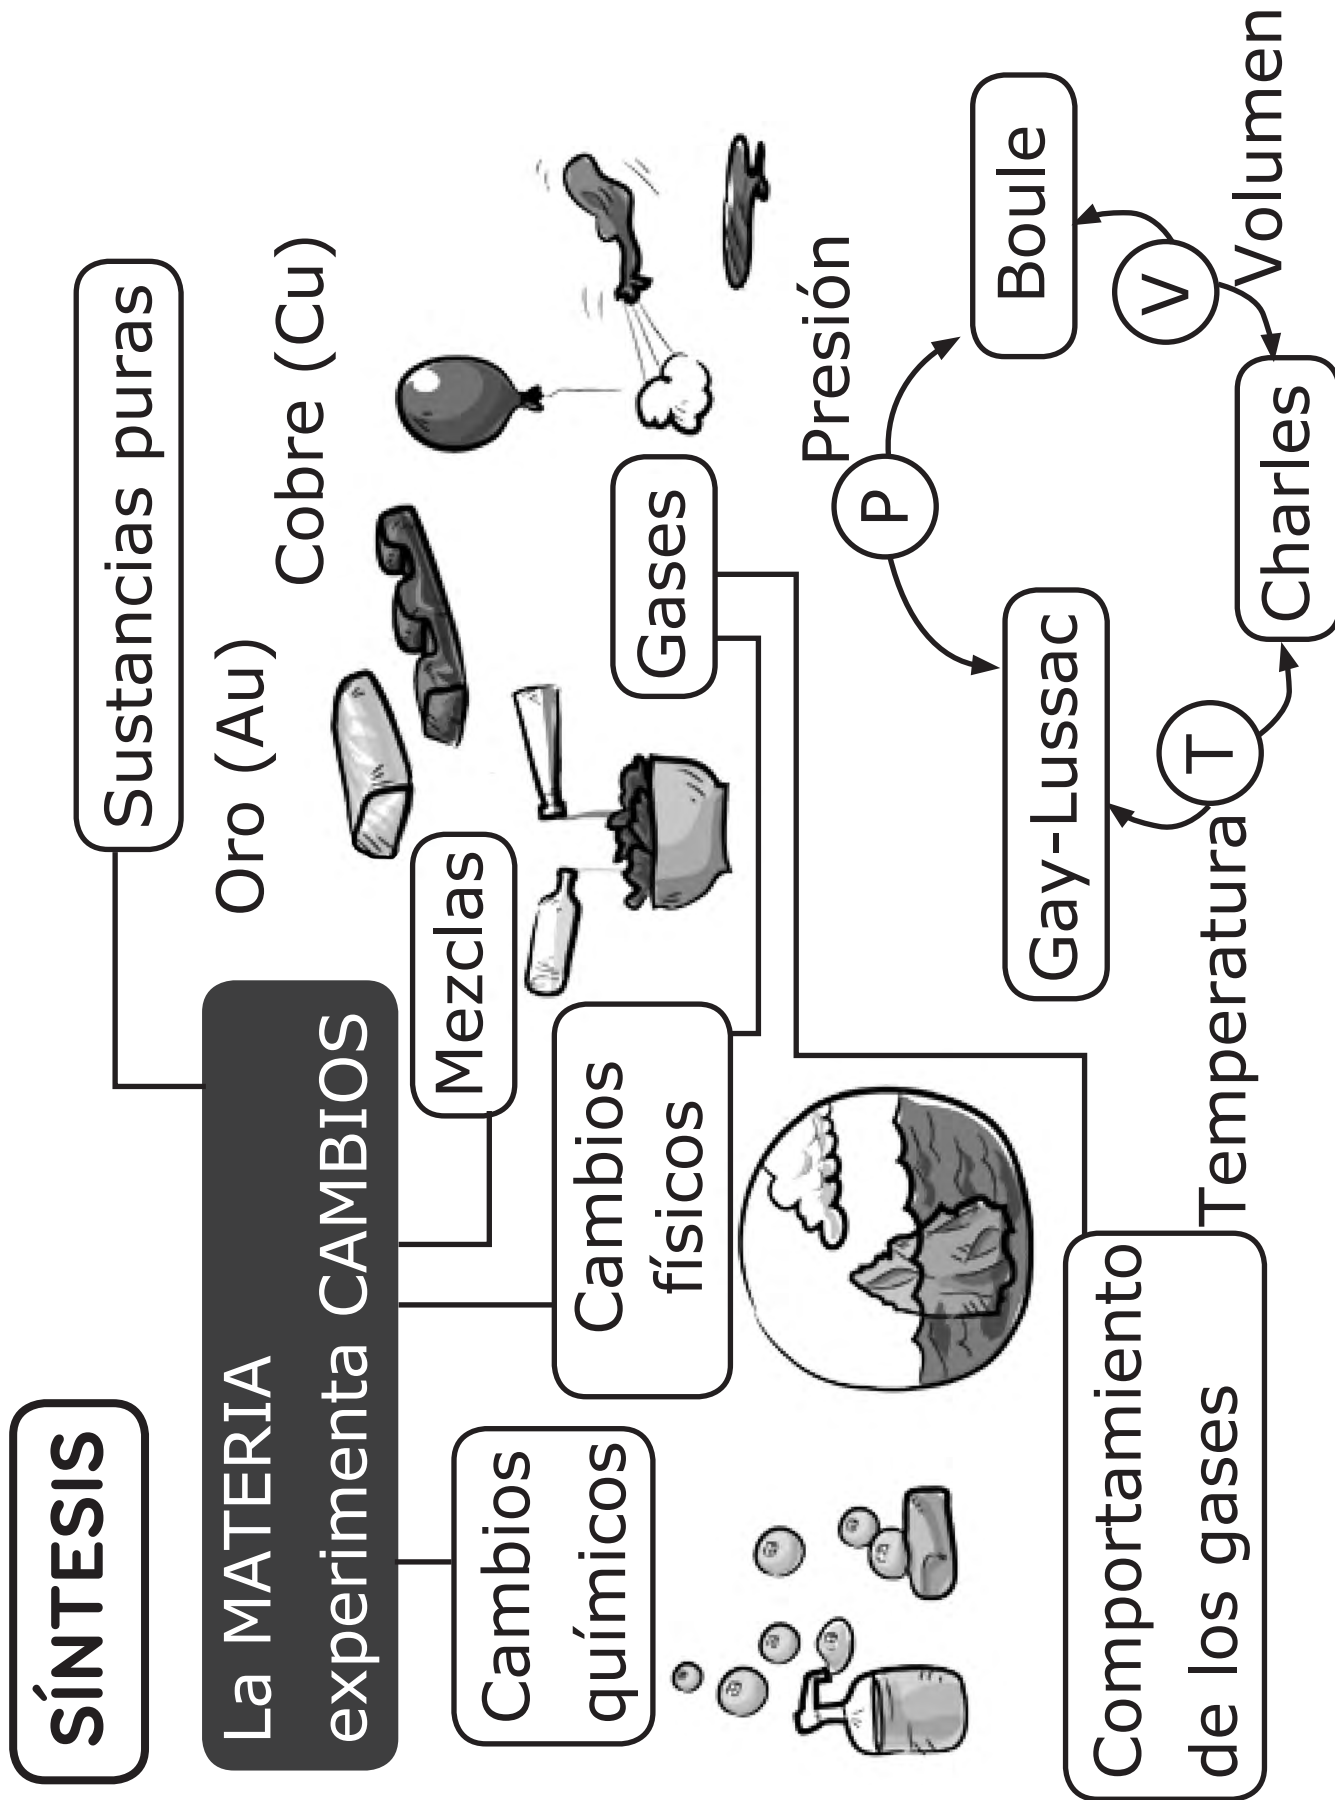 SÍNTESIS
La MATERIA
experimenta CAMBIOS
Sustancias puras
Oro (Au)
Cobre (Cu)
Mezclas
Cambios
químicos
Cambios
físicos
Gases
Comportamiento
de los gases
Presión
P
Gay-Lussac
Boule
T
V
Temperatura
Volumen
Charles